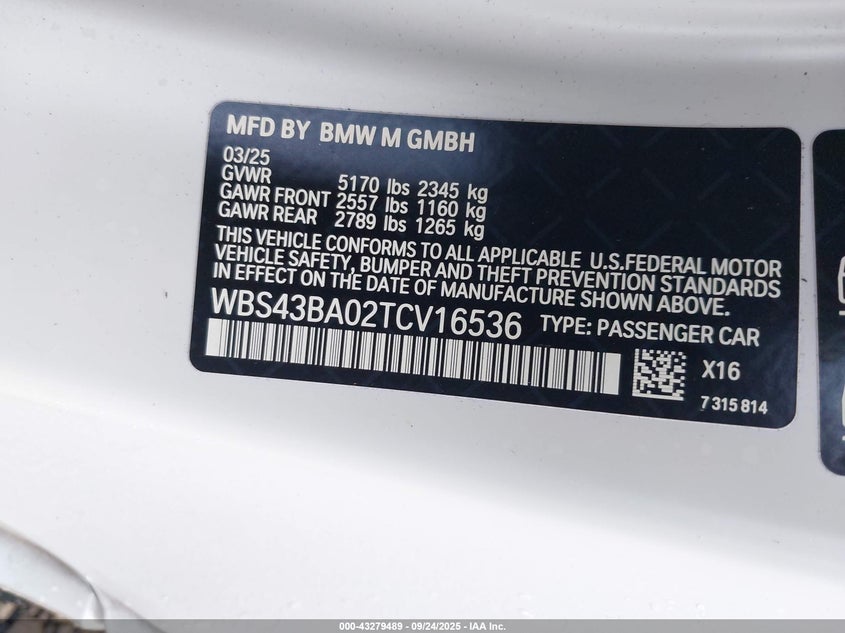 MFD BY BMW M GMBH
03/25
GVWR 5170 lbs 2345 kg
GAWR FRONT 2557 lbs 1160 kg
GAWR REAR 2789 lbs 1265 kg
THIS VEHICLE CONFORMS TO ALL APPLICABLE U.S.FEDERAL MOTOR
VEHICLE SAFETY, BUMPER AND THEFT PREVENTION STANDARDS
IN EFFECT ON THE DATE OF MANUFACTURE SHOWN ABOVE.
WBS43BA02TCV16536 TYPE: PASSENGER CAR
X16
7 315 814
000-43279489 - 09/24/2025 - IAA Inc.